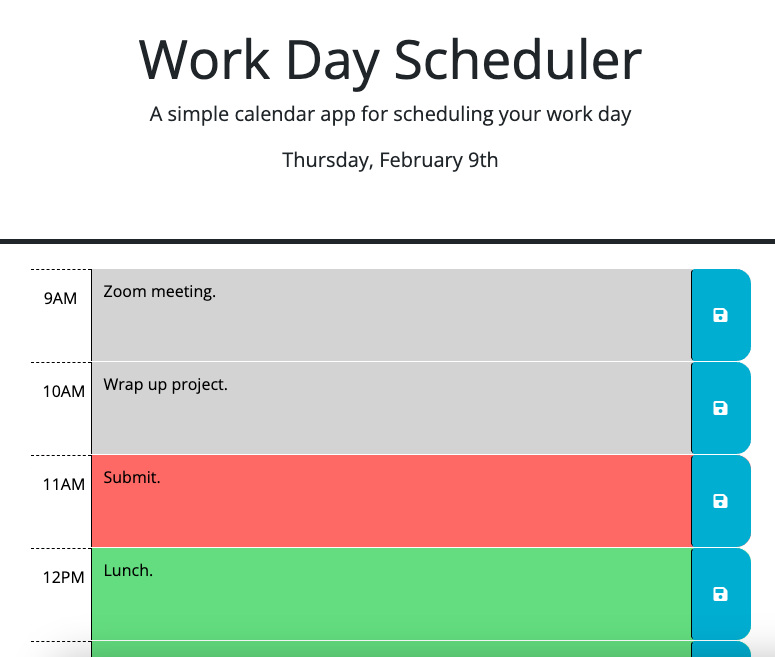 Work Day Scheduler
A simple calendar app for scheduling your work day
Thursday, February 9th
9AM Zoom meeting.
10AM Wrap up project.
11AM Submit.
12PM Lunch.